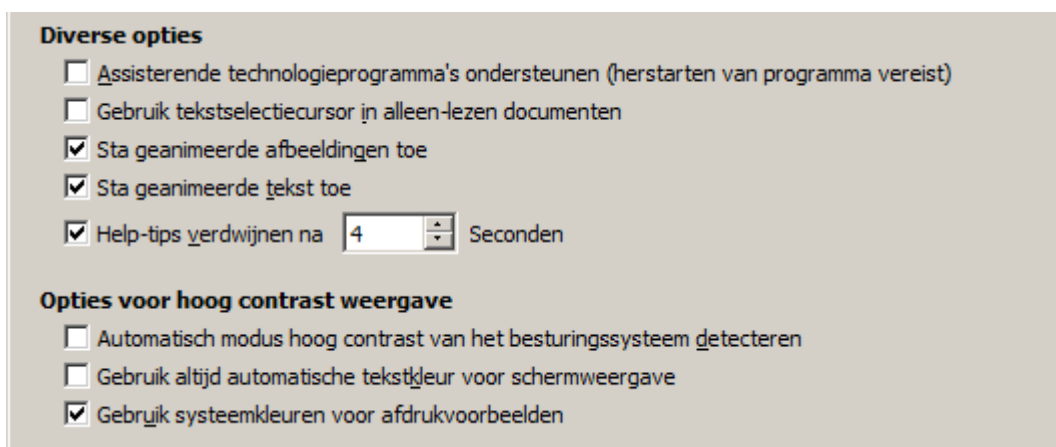 Diverse opties
Assisterende technologieprogramma's ondersteunen (herstarten van programma vereist)
Gebruik tekstselectiecursor in alleen-lezen documenten
Sta geanimeerde afbeeldingen toe
Sta geanimeerde tekst toe
Help-tips verdwijnen na 4 Seconden
Opties voor hoog contrast weergave
Automatisch modus hoog contrast van het besturingssysteem detecteren
Gebruik altijd automatische tekstkleur voor schermweergave
Gebruik systeemkleuren voor afdrukvoorbeelden